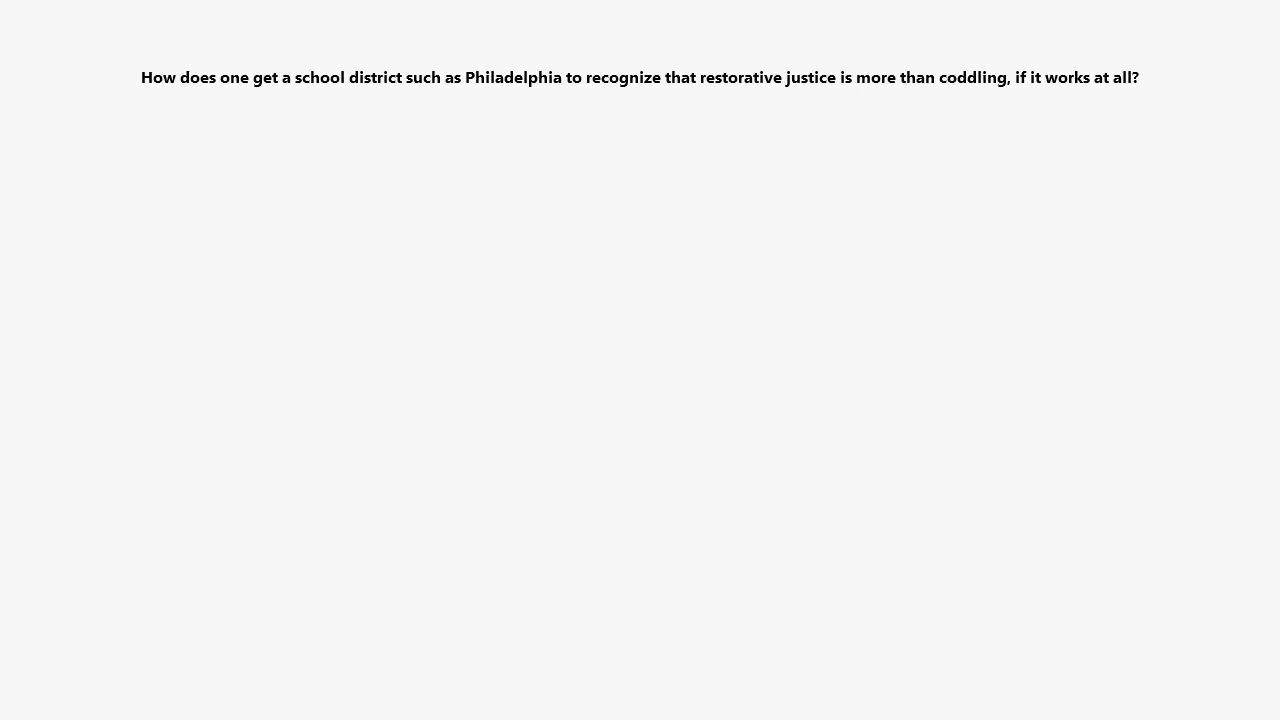 How does one get a school district such as Philadelphia to recognize that restorative justice is more than coddling, if it works at all?